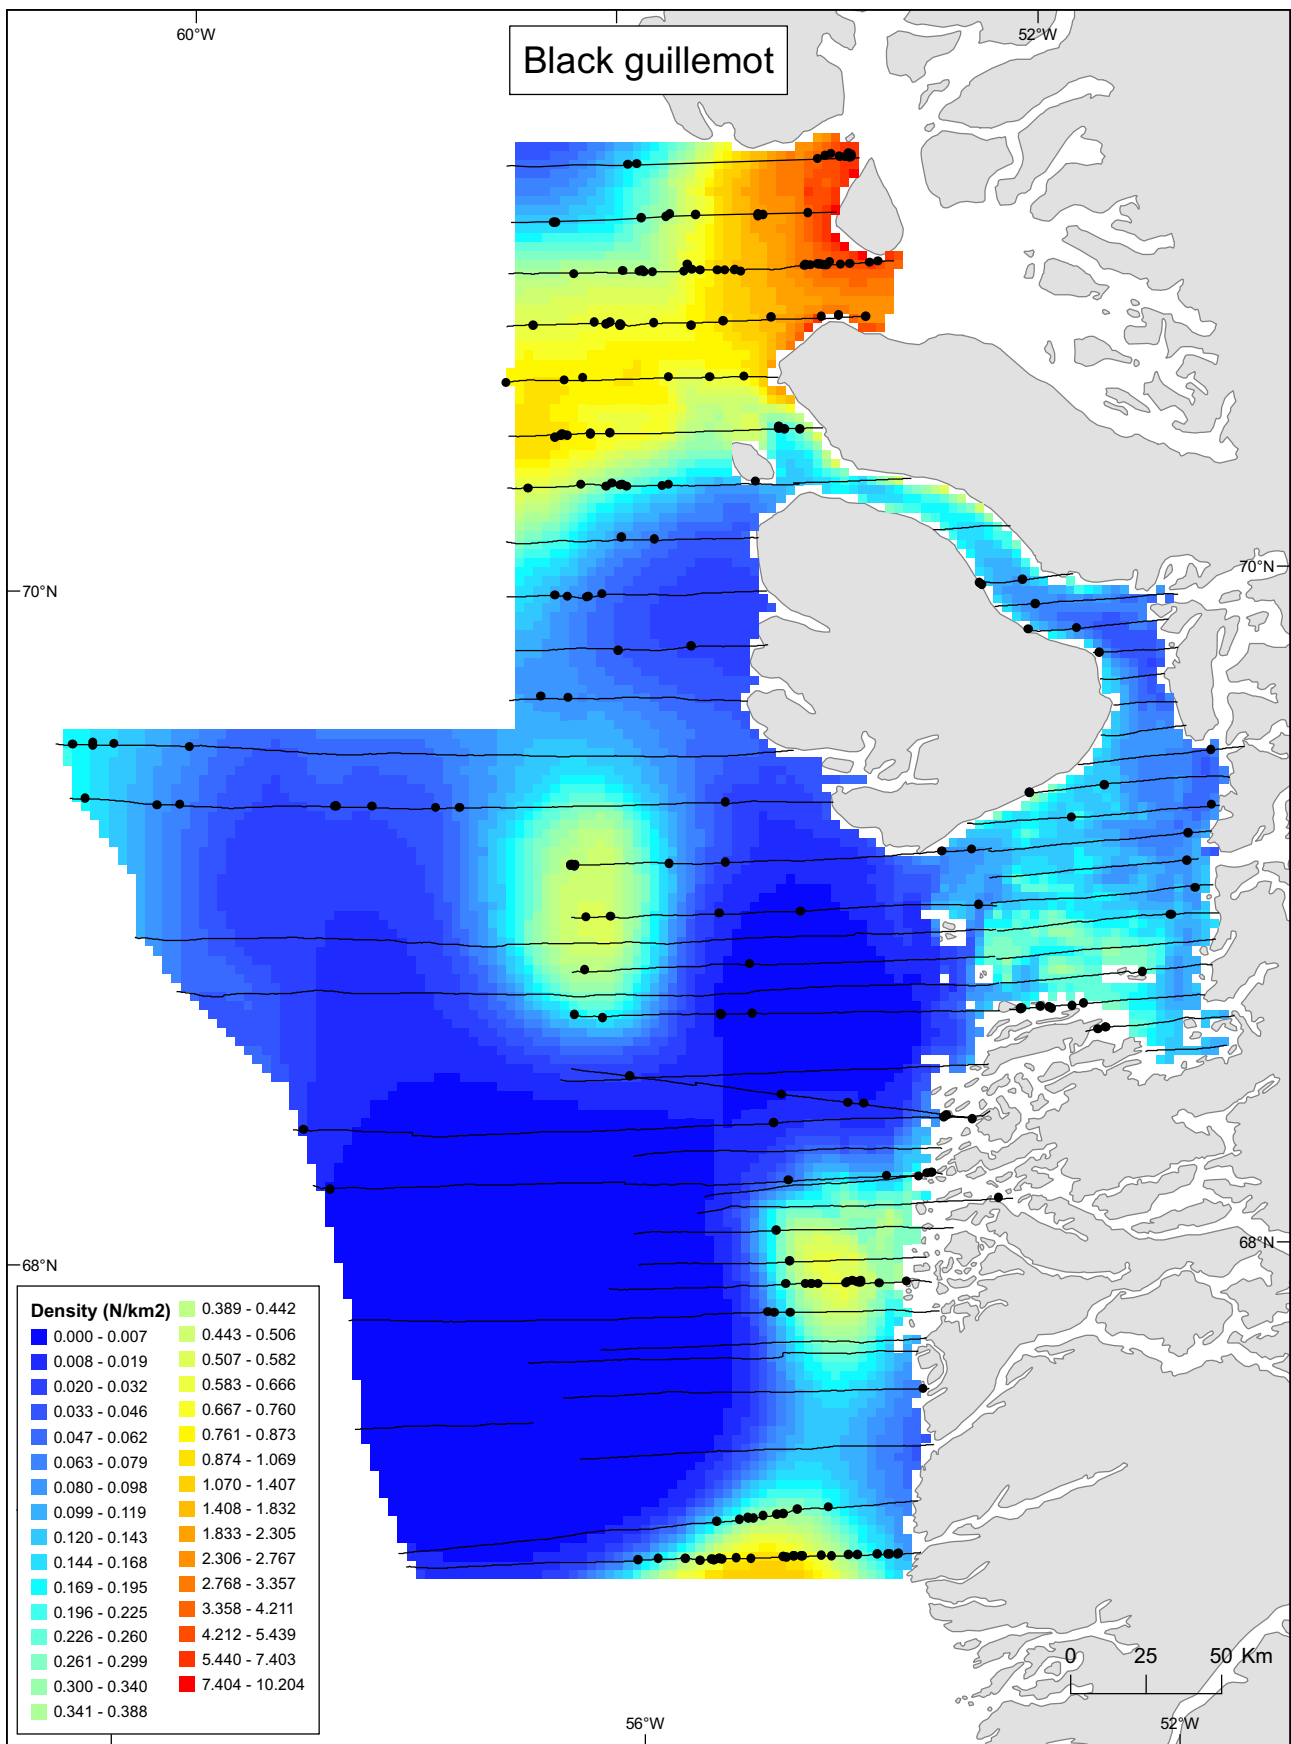 60°W
52°W
Black guillemot
70°N
70°N
68°N
68°N
Density (N/km2)
0.000 - 0.007
0.008 - 0.019
0.020 - 0.032
0.033 - 0.046
0.047 - 0.062
0.063 - 0.079
0.080 - 0.098
0.099 - 0.119
0.120 - 0.143
0.144 - 0.168
0.169 - 0.195
0.196 - 0.225
0.226 - 0.260
0.261 - 0.299
0.300 - 0.340
0.341 - 0.388
0.389 - 0.442
0.443 - 0.506
0.507 - 0.582
0.583 - 0.666
0.667 - 0.760
0.761 - 0.873
0.874 - 1.069
1.070 - 1.407
1.408 - 1.832
1.833 - 2.305
2.306 - 2.767
2.768 - 3.357
3.358 - 4.211
4.212 - 5.439
5.440 - 7.403
7.404 - 10.204
0 25 50 Km
56°W
52°W